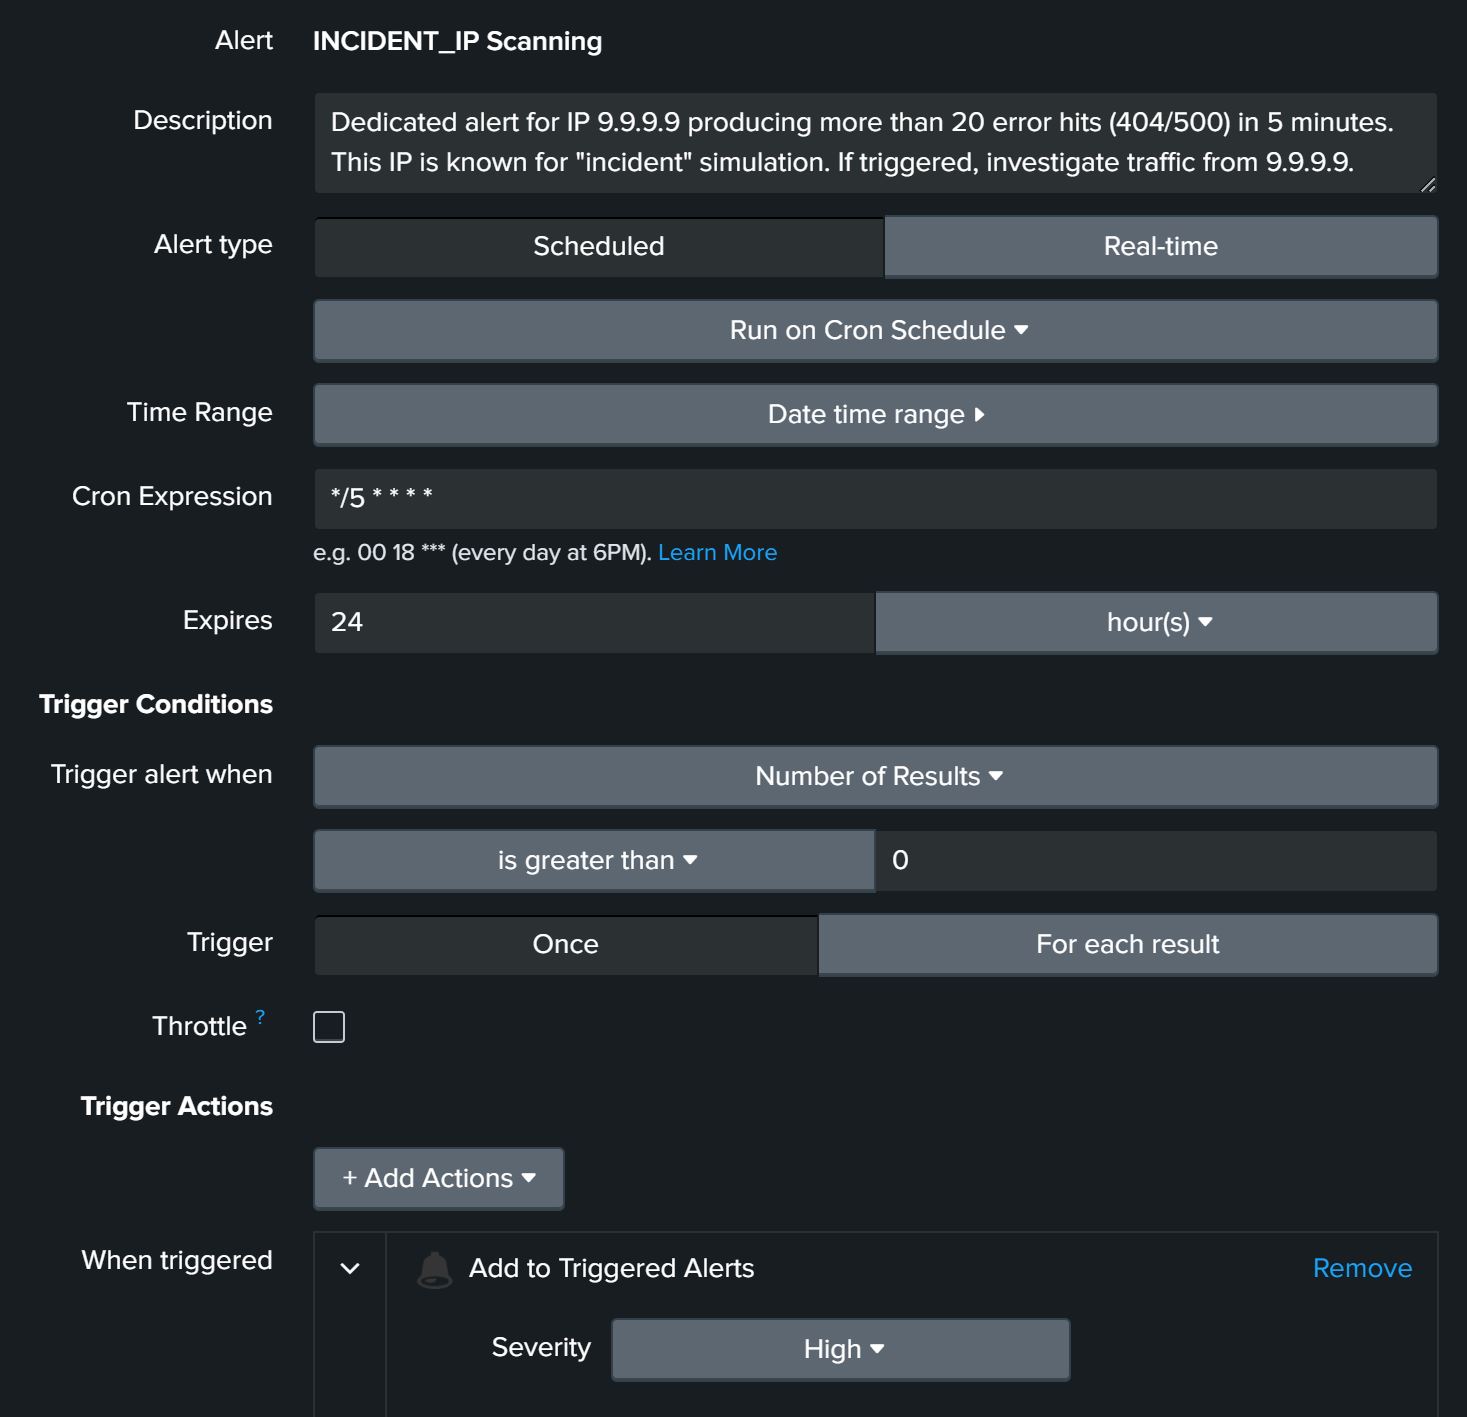 Alert INCIDENT_IP Scanning
Description
Dedicated alert for IP 9.9.9.9 producing more than 20 error hits (404/500) in 5 minutes.
This IP is known for "incident" simulation. If triggered, investigate traffic from 9.9.9.9.
Alert type Scheduled Real-time
Run on Cron Schedule
Time Range Date time range
Cron Expression */5 * * * *
e.g. 00 18 *** (every day at 6PM). Learn More
Expires 24 hour(s)
Trigger Conditions
Trigger alert when Number of Results
is greater than 0
Trigger Once For each result
Throttle ?
Trigger Actions
+ Add Actions
When triggered Add to Triggered Alerts Remove
Severity High